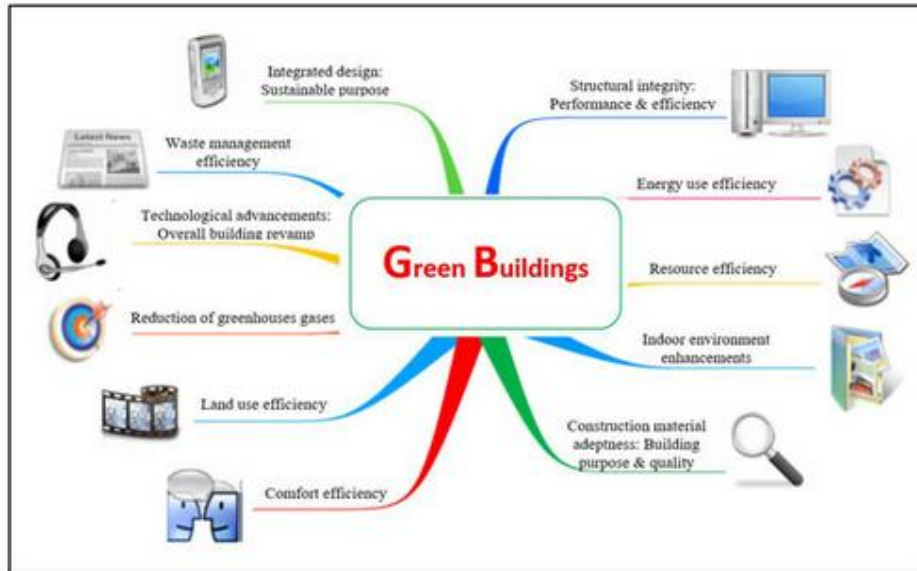 Integrated design:
Sustainable purpose
Structural integrity:
Performance & efficiency
Latest News
Waste management
efficiency
Energy use efficiency
Technological advancements:
Overall building revamp
Green Buildings
Resource efficiency
Reduction of greenhouses gases
Indoor environment
enhancements
Land use efficiency
Construction material
adeptness: Building
purpose & quality
Comfort efficiency